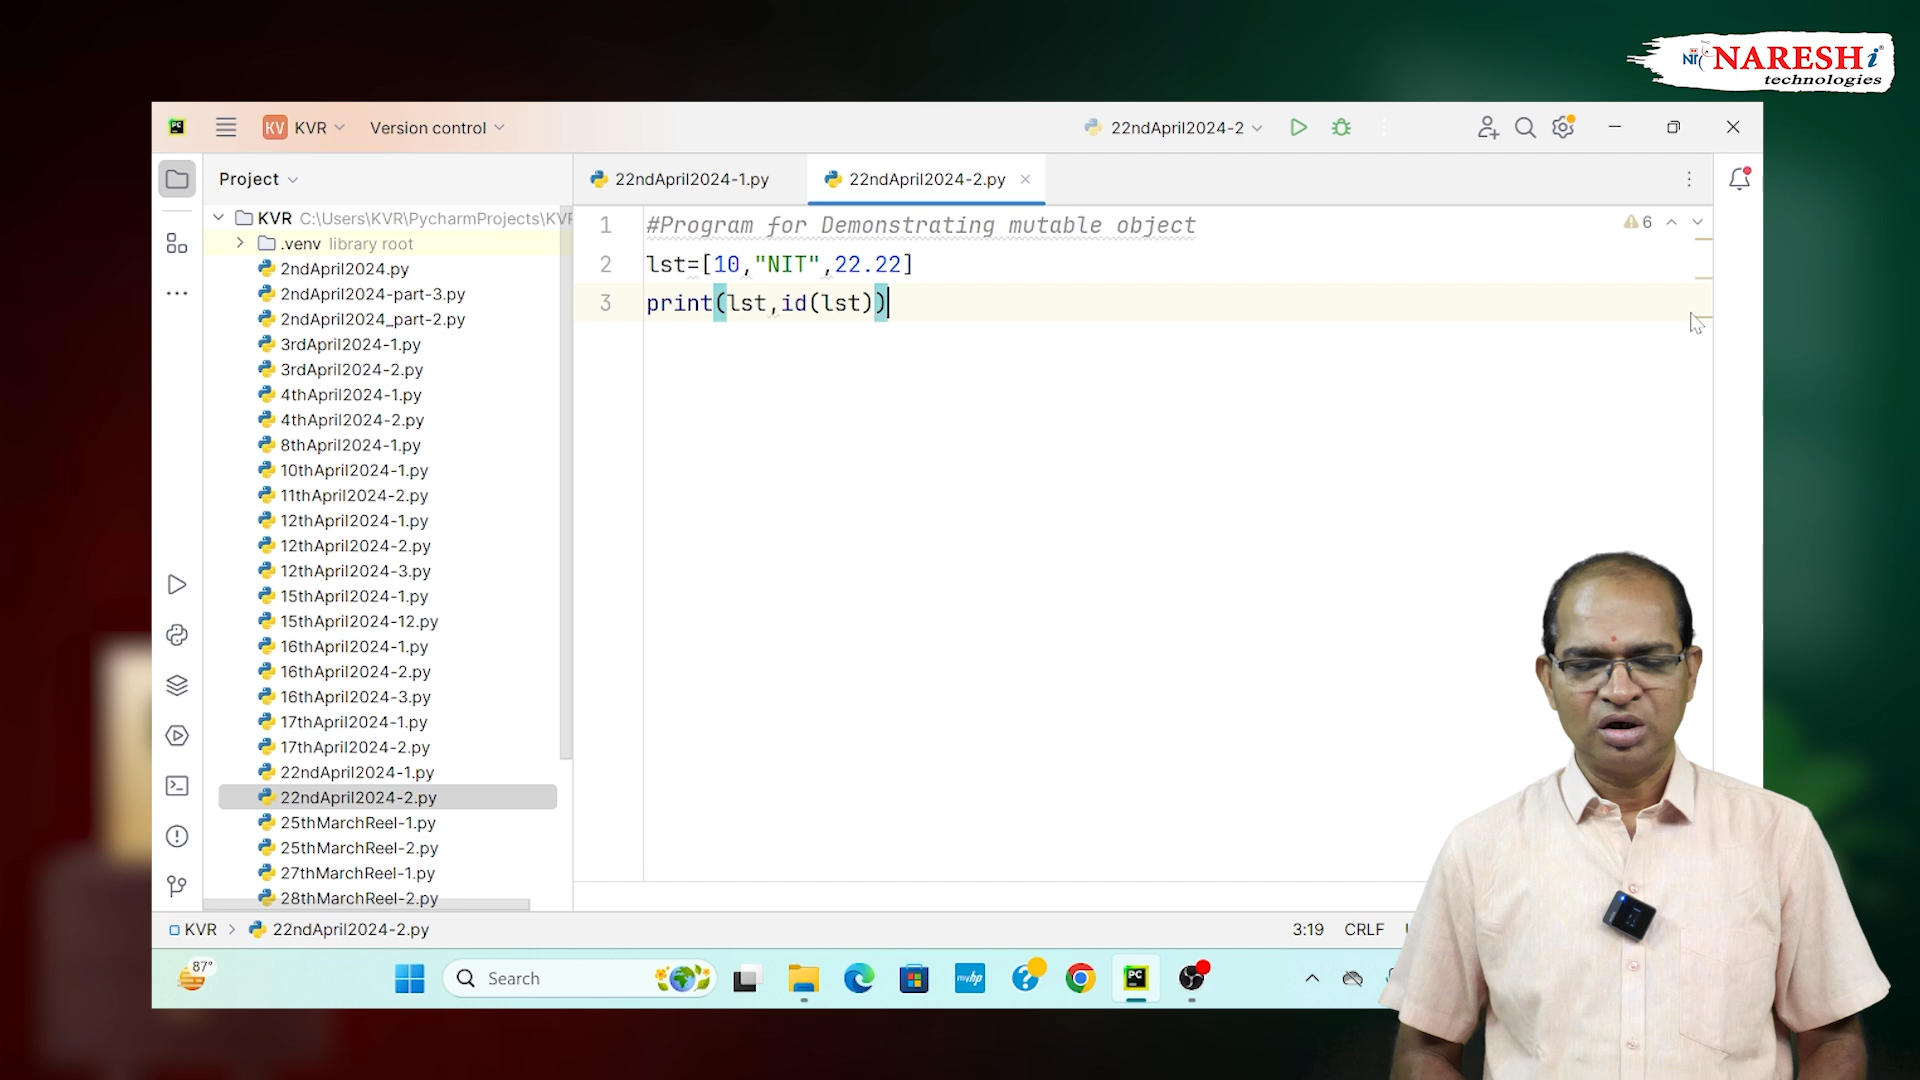 NiT NARESH i
technologies
PC
KV KVR
Version control
22ndApril2024-2
Project
22ndApril2024-1.py
22ndApril2024-2.py
KVR C:\Users\KVR\PycharmProjects\KVR
.venv library root
2ndApril2024.py
2ndApril2024-part-3.py
2ndApril2024_part-2.py
3rdApril2024-1.py
3rdApril2024-2.py
4thApril2024-1.py
4thApril2024-2.py
8thApril2024-1.py
10thApril2024-1.py
11thApril2024-2.py
12thApril2024-1.py
12thApril2024-2.py
12thApril2024-3.py
15thApril2024-1.py
15thApril2024-12.py
16thApril2024-1.py
16thApril2024-2.py
16thApril2024-3.py
17thApril2024-1.py
17thApril2024-2.py
22ndApril2024-1.py
22ndApril2024-2.py
25thMarchReel-1.py
25thMarchReel-2.py
27thMarchReel-1.py
28thMarchReel-2.py
1 #Program for Demonstrating mutable object
2 lst=[10,"NIT",22.22]
3 print(lst,id(lst))
6
KVR > 22ndApril2024-2.py
3:19 CRLF
87°
Search
myhp
PC